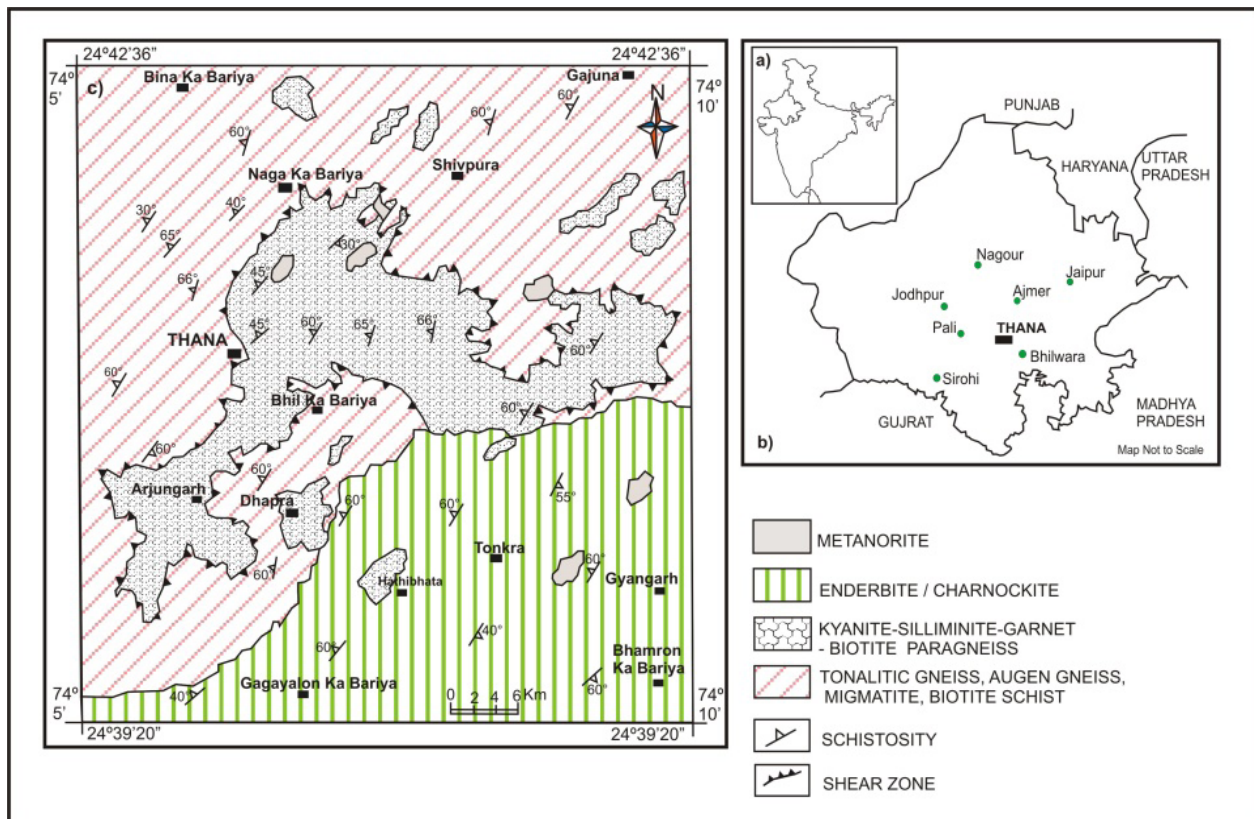 24º42'36"
24º42'36"
74º
5'
c)
Bina Ka Bariya
Gajuna
74º
10'
60°
60°
N
60°
Shivpura
Naga Ka Bariya
30°
40°
65°
30°
66°
45°
45°
60°
65°
66°
60°
THANA
60°
Bhil Ka Bariya
60°
60°
60°
Arjungarh
Dhapra
60°
60°
55°
Tonkra
60°
60°
Gyangarh
Hathibhata
60°
40°
Bhamron
Ka Bariya
60°
Gagayalon Ka Bariya
40°
0 2 4 6 Km
74º
5'
74º
10'
24º39'20"
24º39'20"
a)
PUNJAB
HARYANA
UTTAR
PRADESH
Nagour
Jaipur
Jodhpur
Ajmer
Pali
THANA
Bhilwara
Sirohi
GUJRAT
MADHYA
PRADESH
b)
Map Not to Scale
METANORITE
ENDERBITE / CHARNOCKITE
KYANITE-SILLIMINITE-GARNET
- BIOTITE PARAGNEISS
TONALITIC GNEISS, AUGEN GNEISS,
MIGMATITE, BIOTITE SCHIST
SCHISTOSITY
SHEAR ZONE